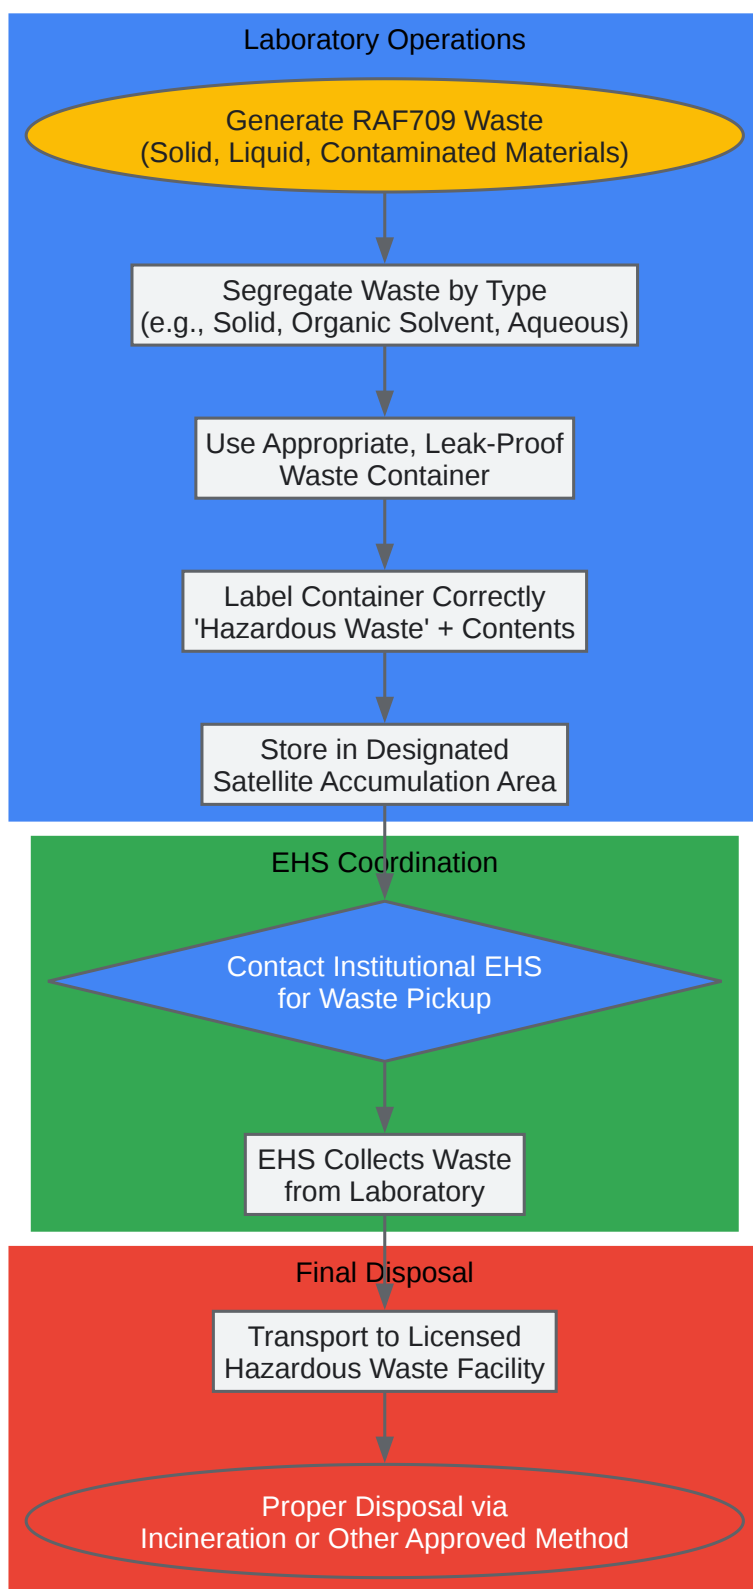 Laboratory Operations
Generate RAF709 Waste
(Solid, Liquid, Contaminated Materials)
Segregate Waste by Type
(e.g., Solid, Organic Solvent, Aqueous)
Use Appropriate, Leak-Proof
Waste Container
Label Container Correctly
'Hazardous Waste' + Contents
Store in Designated
Satellite Accumulation Area
EHS Coordination
Contact Institutional EHS
for Waste Pickup
EHS Collects Waste
from Laboratory
Final Disposal
Transport to Licensed
Hazardous Waste Facility
Proper Disposal via
Incineration or Other Approved Method